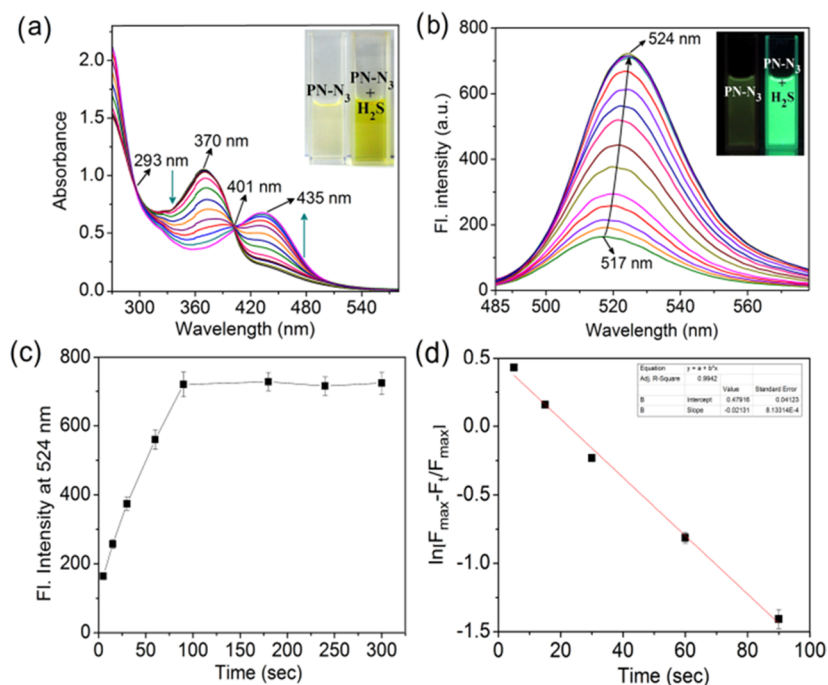 (a)
2.0
1.5
1.0
0.5
0.0
Absorbance
293 nm
370 nm
401 nm
435 nm
PN-N3
PN-N3
+
H2S
300 360 420 480 540
Wavelength (nm)
(b)
800
700
600
500
400
300
200
100
0
Fl. intensity (a.u.)
524 nm
517 nm
PN-N3
PN-N3
+
H2S
485 500 520 540 560
Wavelength (nm)
(c)
800
600
400
200
0
Fl. Intensity at 524 nm
0 50 100 150 200 250 300
Time (sec)
(d)
0.5
0.0
-0.5
-1.0
-1.5
ln[Fmax-Ft/Fmax]
Equation y = a + b*x
Adj. R-Square 0.9942
Value Standard Error
B Intercept 0.47916 0.04123
B Slope -0.02131 8.13314E-4
0 20 40 60 80 100
Time (sec)